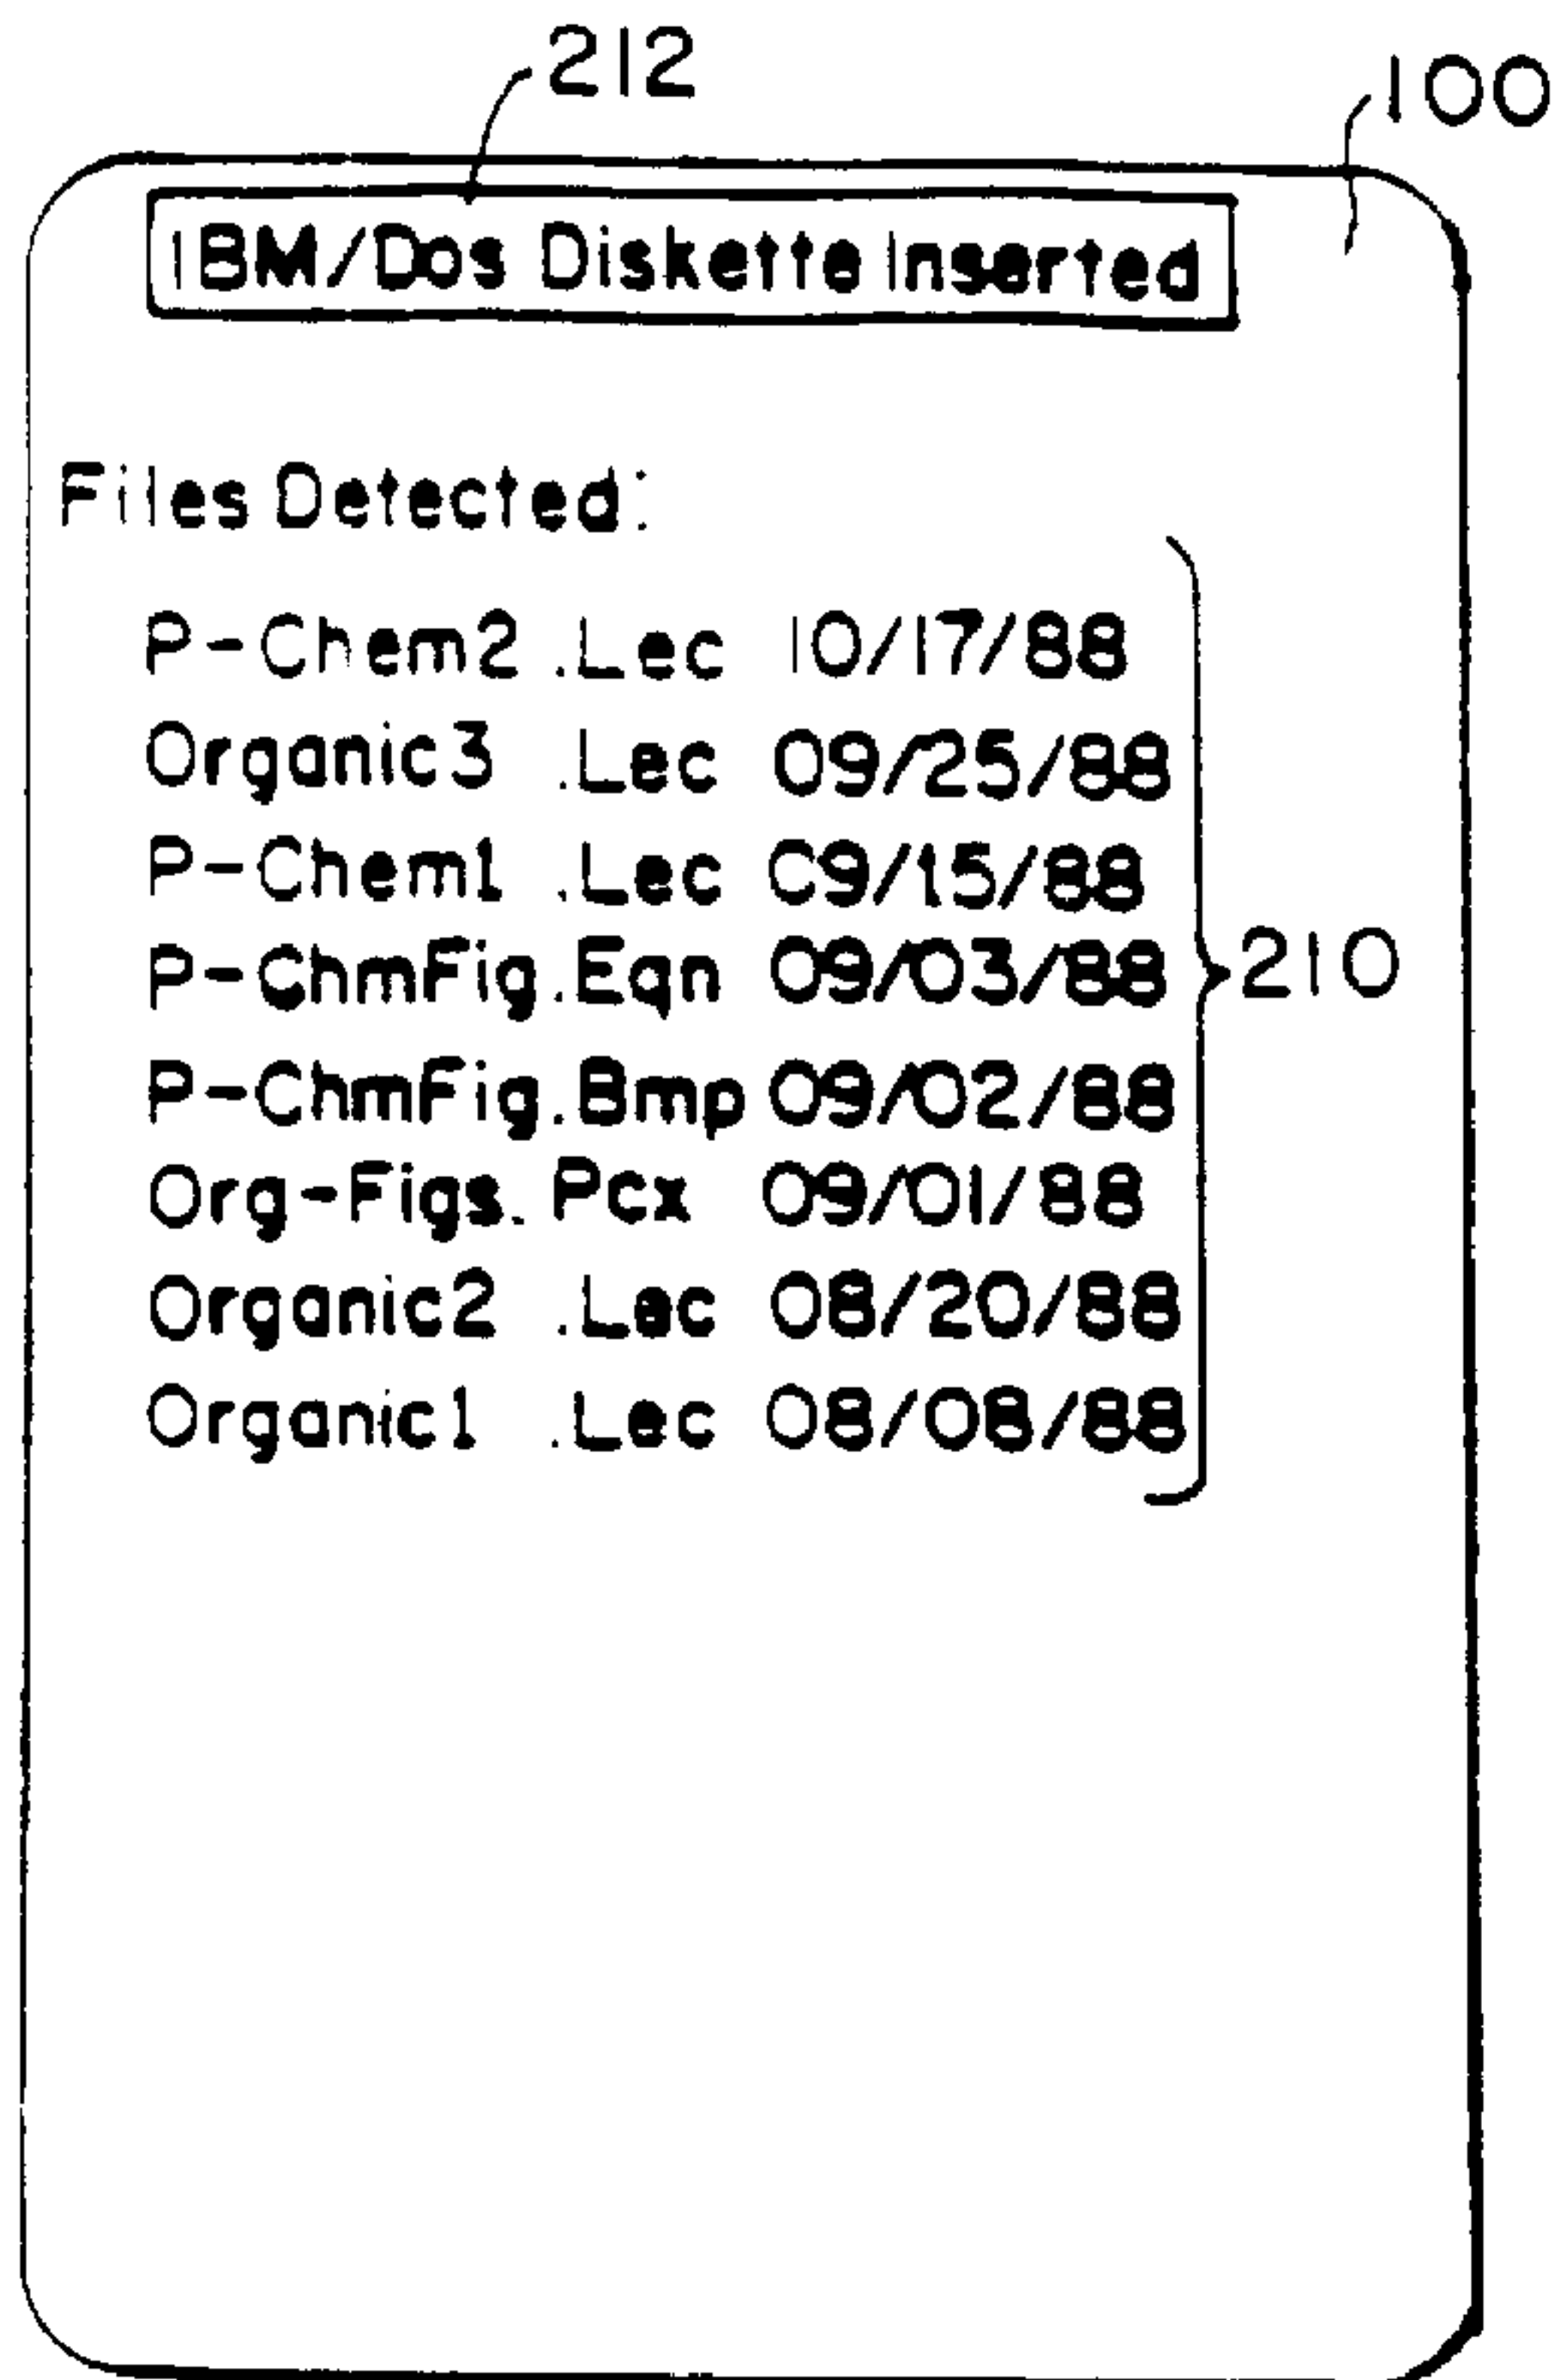 212
100
IBM/Dos Diskette Inserted
Files Detected:
P-Chem2 .Lec 10/17/88
Organic3 .Lec 09/25/88
P-Chem1 .Lec 09/15/88
P-ChmFig.Eqn 09/03/88
210
P-ChmFig.Bmp 09/02/88
Org-Figs. Pcx 09/01/88
Organic2 .Lec 08/20/88
Organic1 .Lec 08/08/88